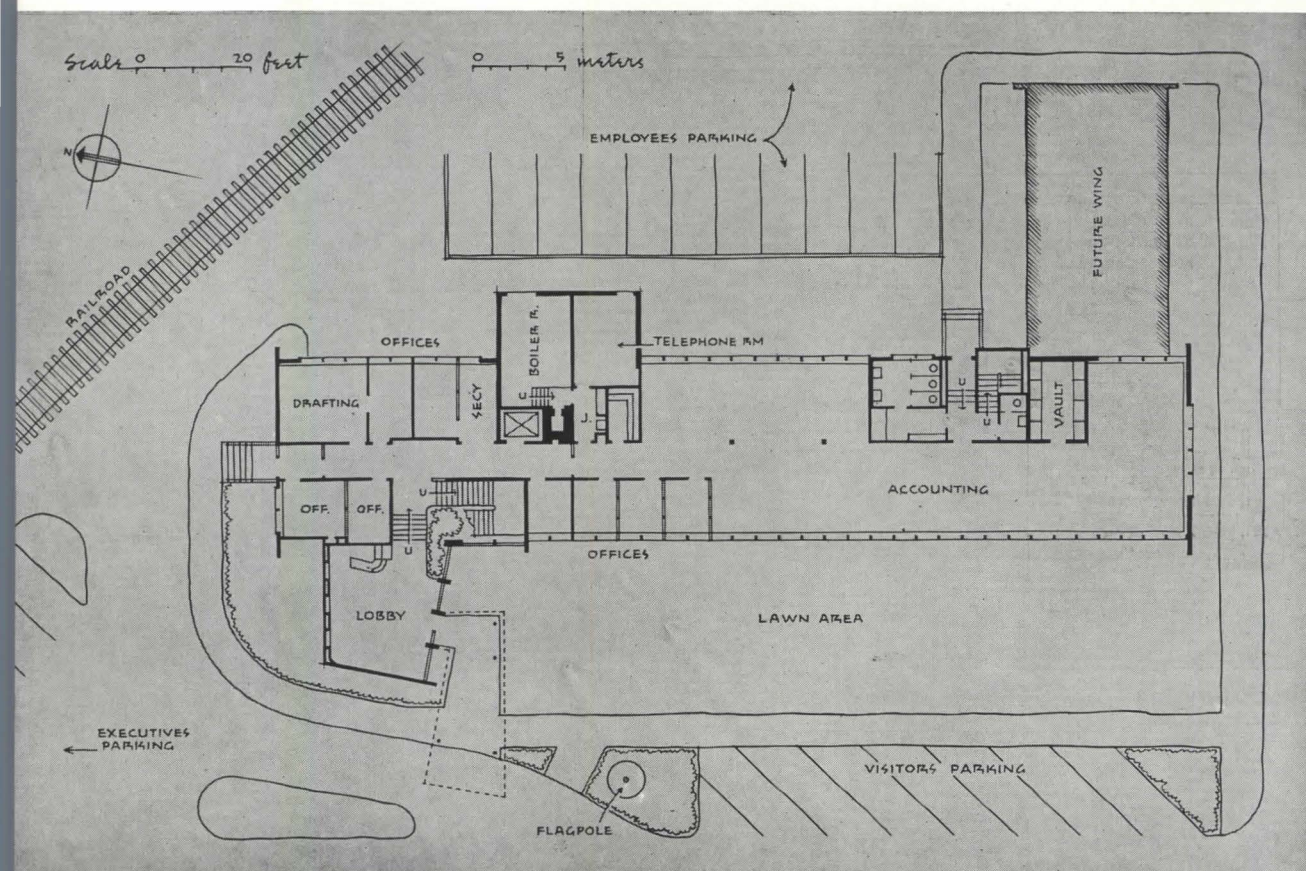 Scale 0 20 feet
0 5 meters
N
EMPLOYEES PARKING
RAILROAD
FUTURE WING
OFFICES
BOILER R.
TELEPHONE RM
DRAFTING
SECY
U
J.
U
U
VAULT
OFF.
OFF.
U
U
ACCOUNTING
OFFICES
LOBBY
LAWN AREA
EXECUTIVES
PARKING
VISITORS PARKING
FLAGPOLE